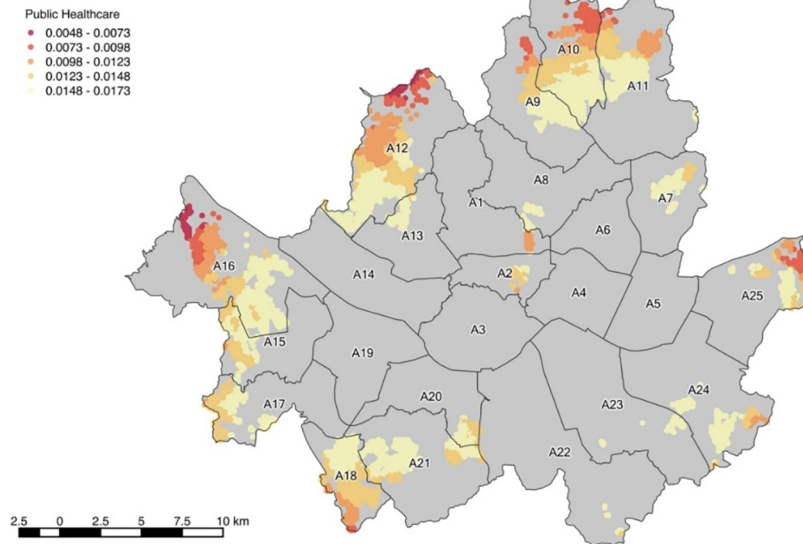 Public Healthcare
0.0048 - 0.0073
0.0073 - 0.0098
0.0098 - 0.0123
0.0123 - 0.0148
0.0148 - 0.0173
A10
A11
A9
A12
A8
A7
A1
A6
A13
A16
A14
A2
A4
A5
A25
A3
A15
A19
A24
A20
A17
A23
A22
A21
A18
2.5 0 2.5 5 7.5 10 km